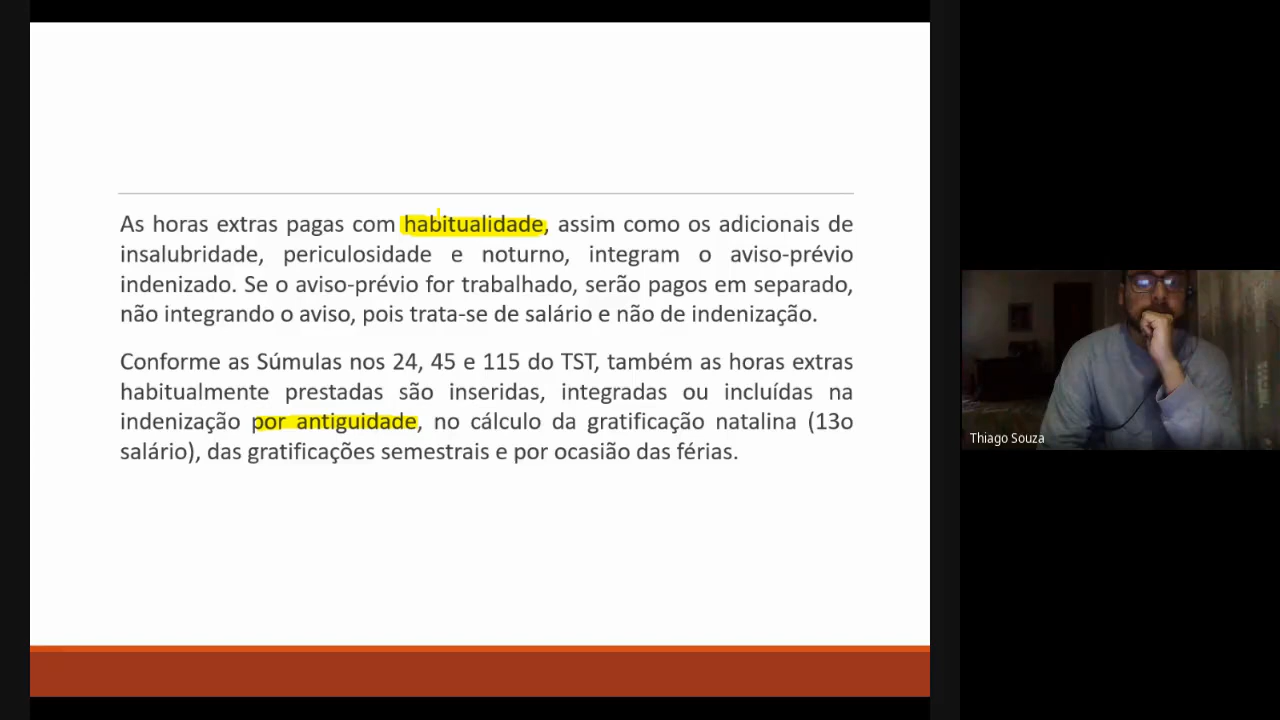 As horas extras pagas com habitualidade, assim como os adicionais de
insalubridade, periculosidade e noturno, integram o aviso-prévio
indenizado. Se o aviso-prévio for trabalhado, serão pagos em separado,
não integrando o aviso, pois trata-se de salário e não de indenização.
Conforme as Súmulas nos 24, 45 e 115 do TST, também as horas extras
habitualmente prestadas são inseridas, integradas ou incluídas na
indenização por antiguidade, no cálculo da gratificação natalina (13o
salário), das gratificações semestrais e por ocasião das férias.
Thiago Souza